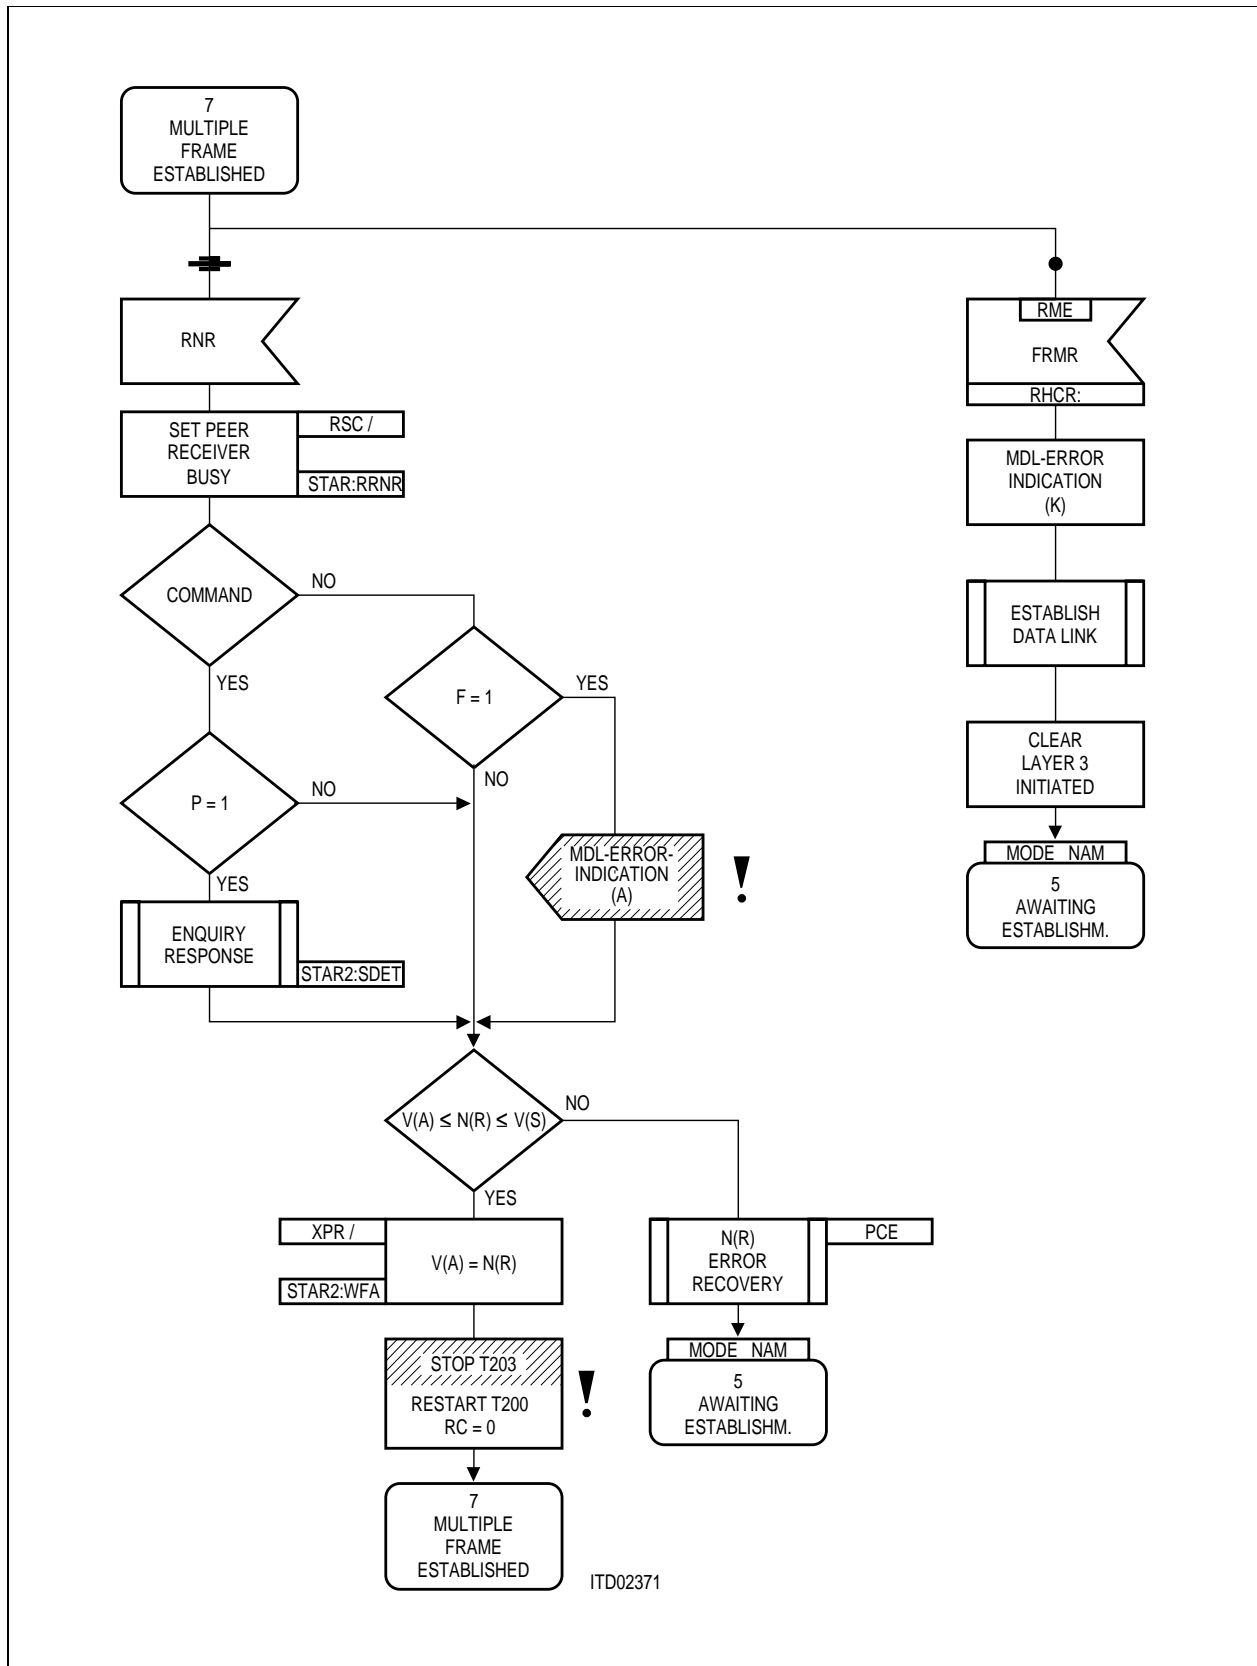 7
MULTIPLE
FRAME
ESTABLISHED
RNR
RME
FRMR
RHCR:
SET PEER
RECEIVER
BUSY
RSC /
STAR:RRNR
MDL-ERROR
INDICATION
(K)
COMMAND
NO
YES
ESTABLISH
DATA LINK
F = 1
YES
NO
CLEAR
LAYER 3
INITIATED
P = 1
NO
YES
MDL-ERROR-
INDICATION
(A)
!
MODE NAM
5
AWAITING
ESTABLISHM.
ENQUIRY
RESPONSE
STAR2:SDET
V(A) ≤ N(R) ≤ V(S)
NO
YES
XPR /
V(A) = N(R)
STAR2:WFA
N(R)
ERROR
RECOVERY
PCE
STOP T203
RESTART T200
RC = 0
!
MODE NAM
5
AWAITING
ESTABLISHM.
7
MULTIPLE
FRAME
ESTABLISHED
ITD02371